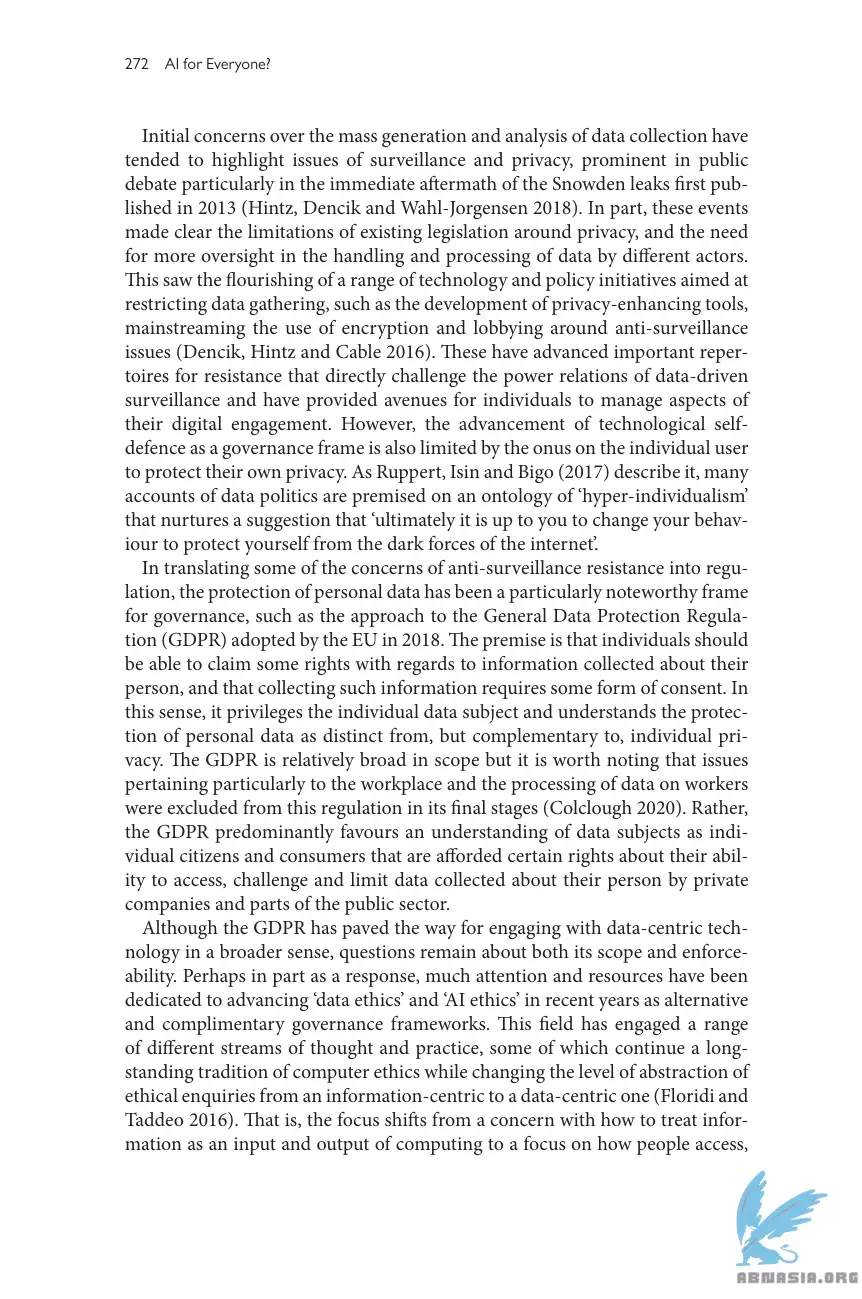 272 AI for Everyone?
Initial concerns over the mass generation and analysis of data collection have
tended to highlight issues of surveillance and privacy, prominent in public
debate particularly in the immediate aftermath of the Snowden leaks first pub-
lished in 2013 (Hintz, Dencik and Wahl-Jorgensen 2018). In part, these events
made clear the limitations of existing legislation around privacy, and the need
for more oversight in the handling and processing of data by different actors.
This saw the flourishing of a range of technology and policy initiatives aimed at
restricting data gathering, such as the development of privacy-enhancing tools,
mainstreaming the use of encryption and lobbying around anti-surveillance
issues (Dencik, Hintz and Cable 2016). These have advanced important reper-
toires for resistance that directly challenge the power relations of data-driven
surveillance and have provided avenues for individuals to manage aspects of
their digital engagement. However, the advancement of technological self-
defence as a governance frame is also limited by the onus on the individual user
to protect their own privacy. As Ruppert, Isin and Bigo (2017) describe it, many
accounts of data politics are premised on an ontology of ‘hyper-individualism’
that nurtures a suggestion that ‘ultimately it is up to you to change your behav-
iour to protect yourself from the dark forces of the internet’.
In translating some of the concerns of anti-surveillance resistance into regu-
lation, the protection of personal data has been a particularly noteworthy frame
for governance, such as the approach to the General Data Protection Regula-
tion (GDPR) adopted by the EU in 2018. The premise is that individuals should
be able to claim some rights with regards to information collected about their
person, and that collecting such information requires some form of consent. In
this sense, it privileges the individual data subject and understands the protec-
tion of personal data as distinct from, but complementary to, individual pri-
vacy. The GDPR is relatively broad in scope but it is worth noting that issues
pertaining particularly to the workplace and the processing of data on workers
were excluded from this regulation in its final stages (Colclough 2020). Rather,
the GDPR predominantly favours an understanding of data subjects as indi-
vidual citizens and consumers that are afforded certain rights about their abil-
ity to access, challenge and limit data collected about their person by private
companies and parts of the public sector.
Although the GDPR has paved the way for engaging with data-centric tech-
nology in a broader sense, questions remain about both its scope and enforce-
ability. Perhaps in part as a response, much attention and resources have been
dedicated to advancing ‘data ethics’ and ‘AI ethics’ in recent years as alternative
and complimentary governance frameworks. This field has engaged a range
of different streams of thought and practice, some of which continue a long-
standing tradition of computer ethics while changing the level of abstraction of
ethical enquiries from an information-centric to a data-centric one (Floridi and
Taddeo 2016). That is, the focus shifts from a concern with how to treat infor-
mation as an input and output of computing to a focus on how people access,
ABNASIA.ORG